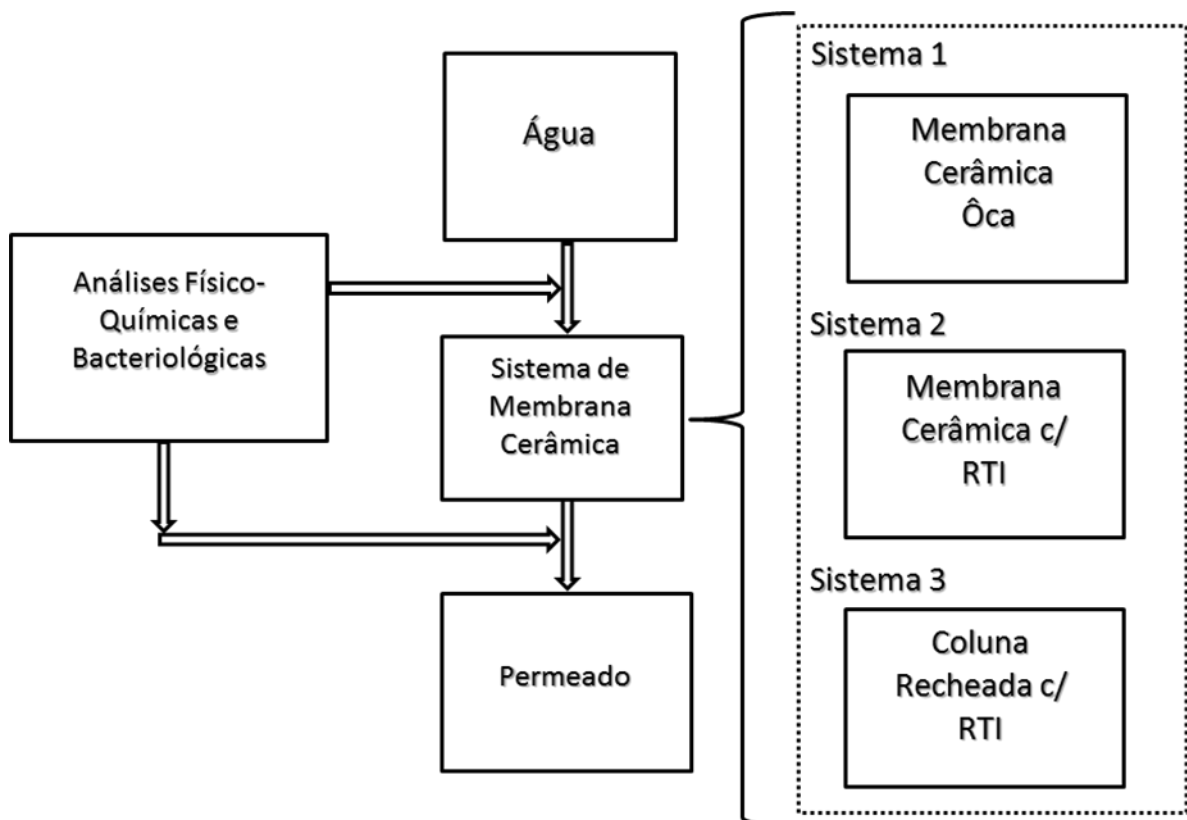 Água
Análises Físico-
Químicas e
Bacteriológicas
Sistema de
Membrana
Cerâmica
Permeado
Sistema 1
Membrana
Cerâmica
Ôca
Sistema 2
Membrana
Cerâmica c/
RTI
Sistema 3
Coluna
Recheada c/
RTI